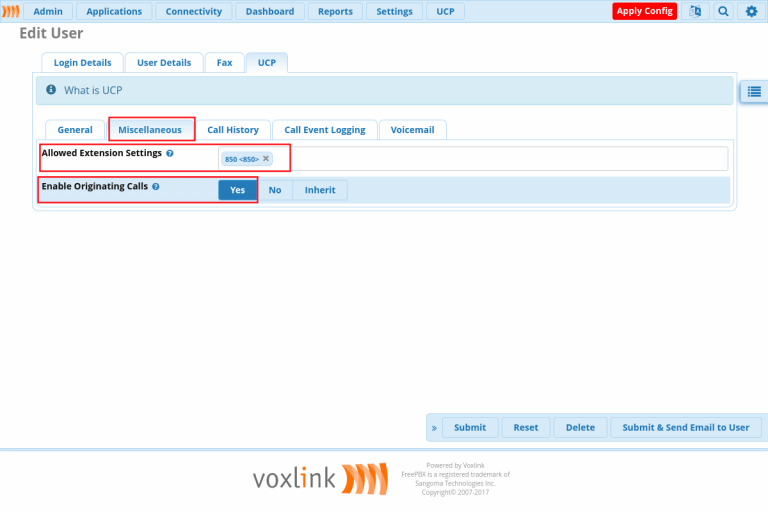 Admin Applications Connectivity Dashboard Reports Settings UCP Apply Config
Edit User
Login Details User Details Fax UCP
What is UCP
General Miscellaneous Call History Call Event Logging Voicemail
Allowed Extension Settings
850 <850> ×
Enable Originating Calls Yes No Inherit
» Submit Reset Delete Submit & Send Email to User
voxlink
Powered by Voxlink
FreePBX is a registered trademark of
Sangoma Technologies Inc.
Copyright© 2007-2017